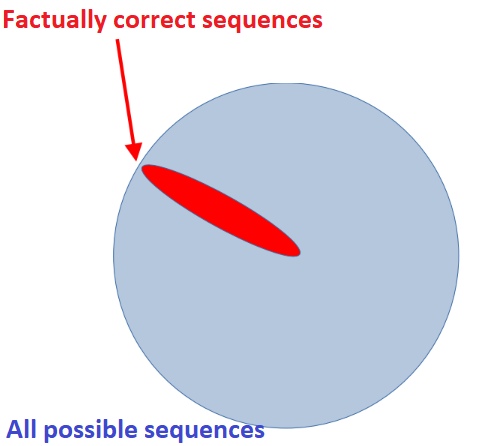 Factually correct sequences
All possible sequences